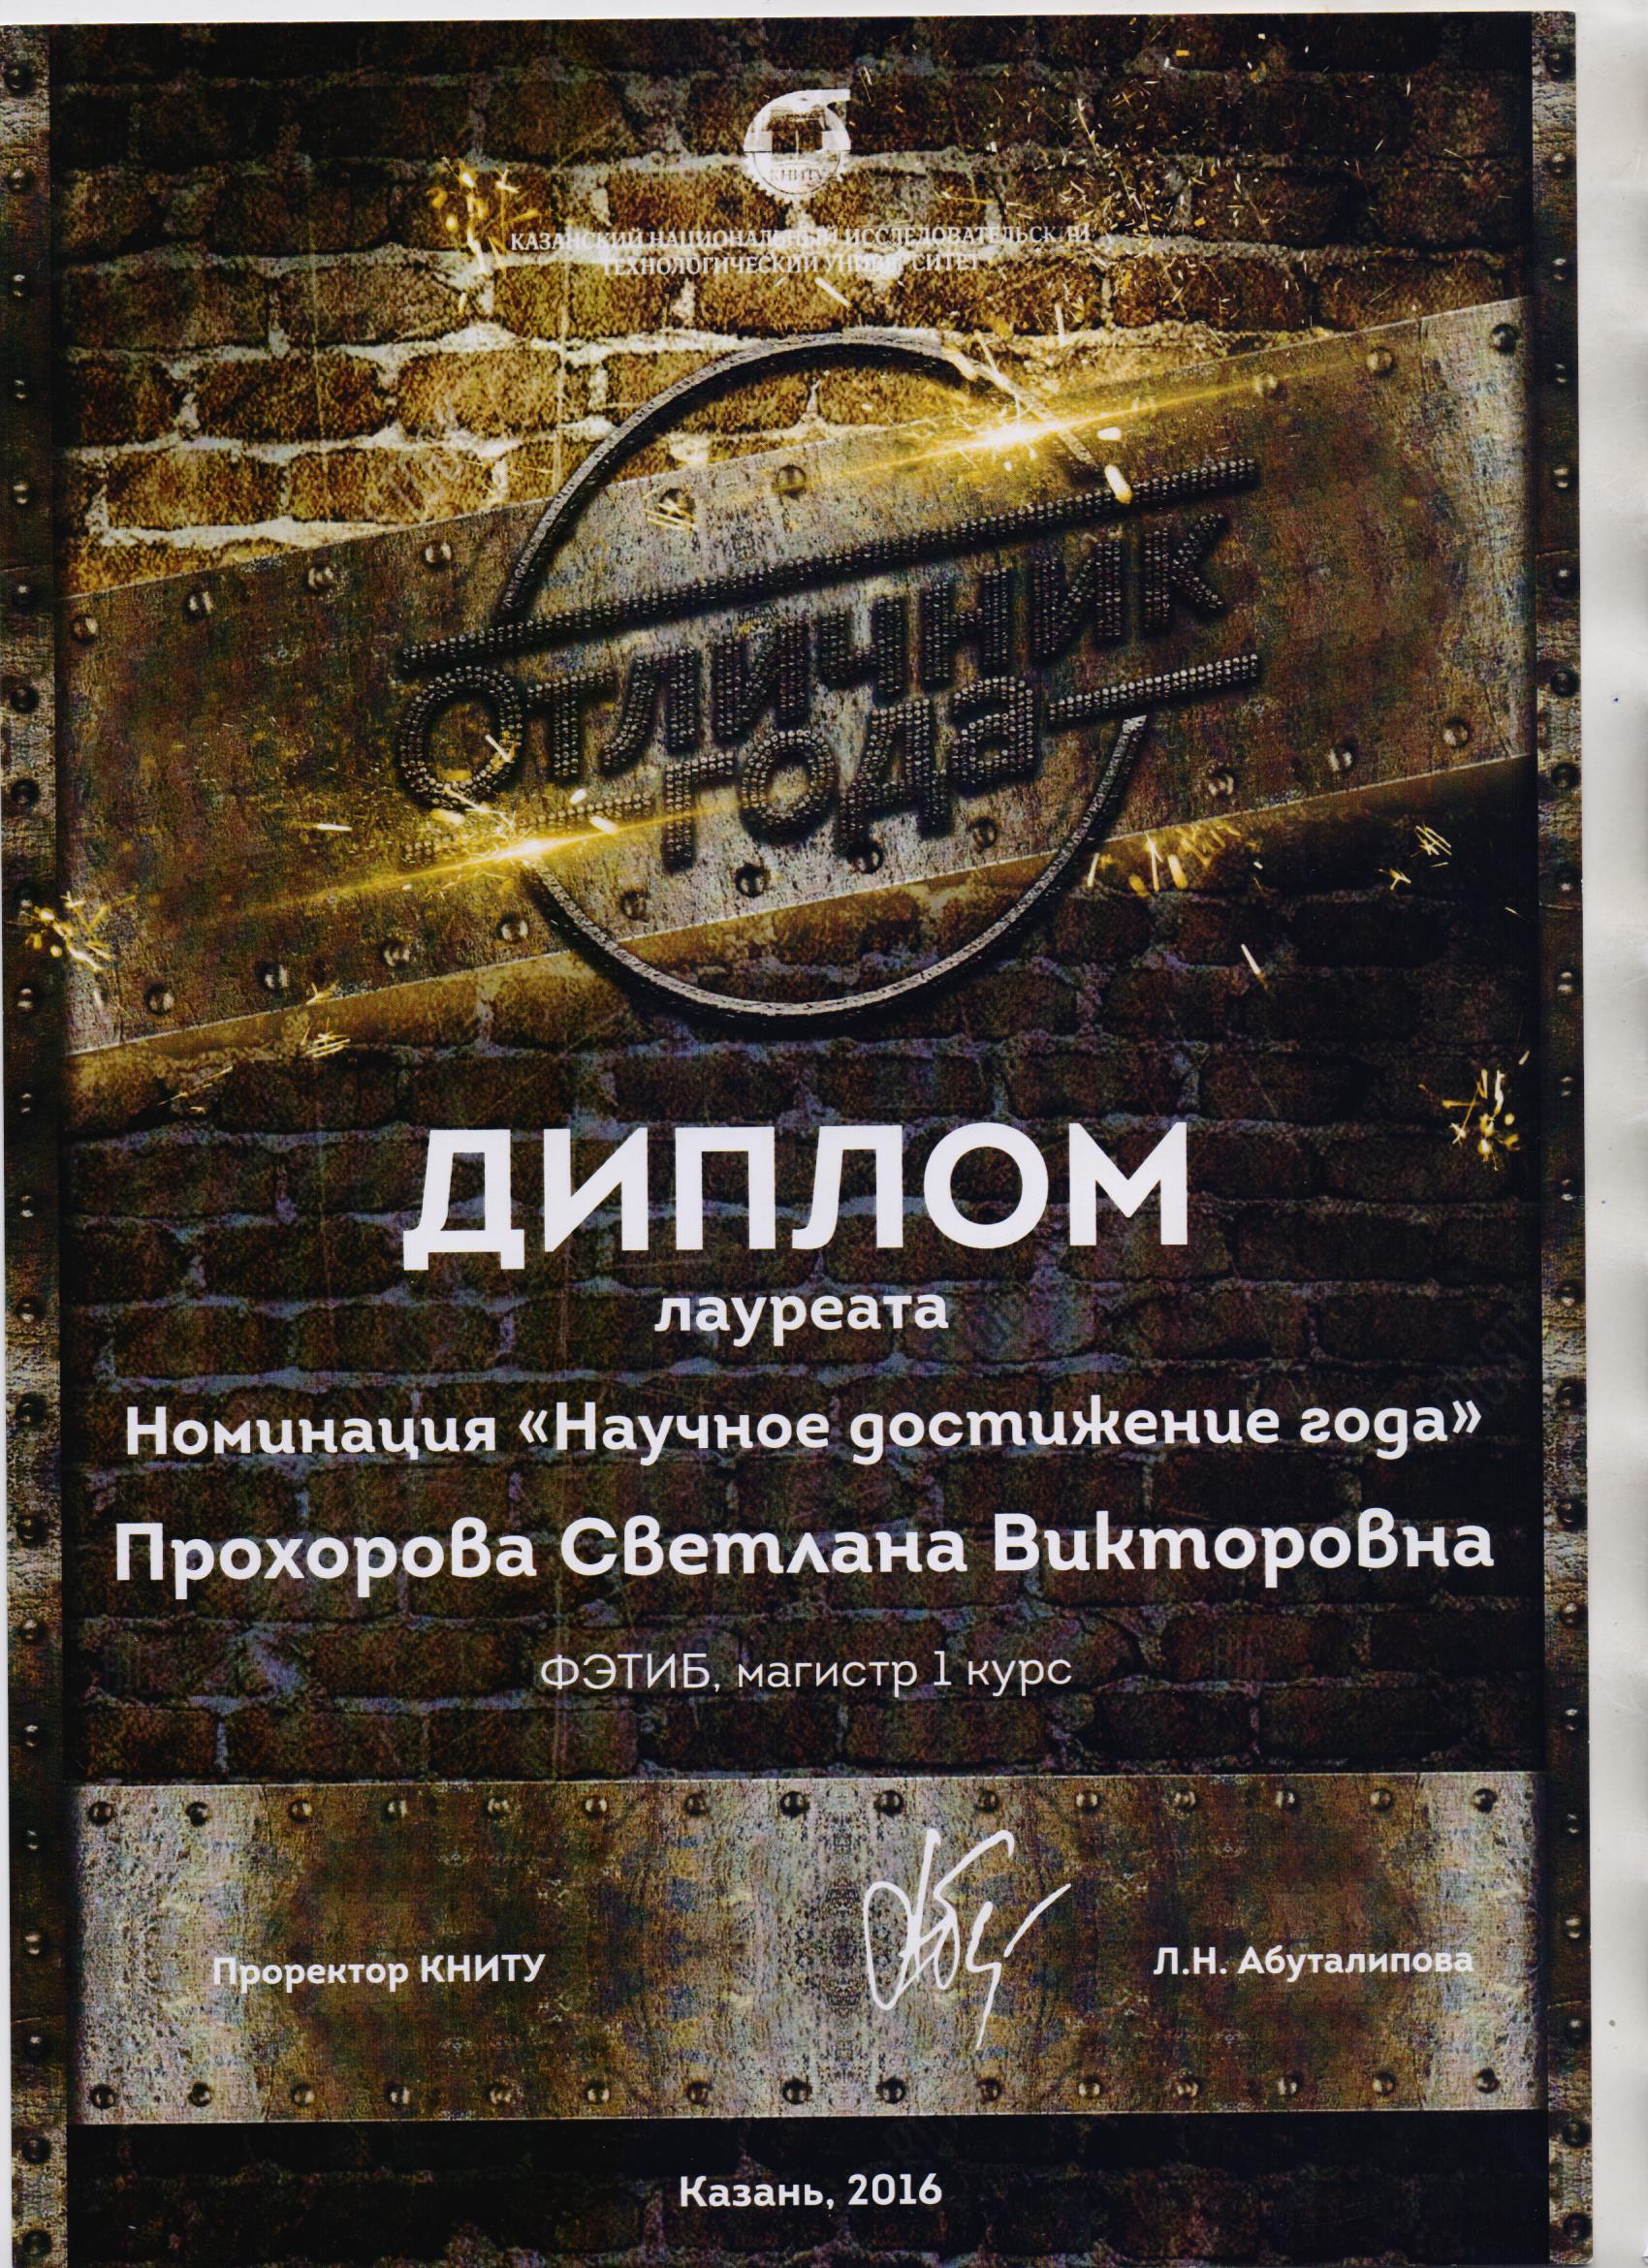 КНИТУ
КАЗАНСКИЙ НАЦИОНАЛЬНЫЙ ИССЛЕДОВАТЕЛЬСКИЙ
ТЕХНОЛОГИЧЕСКИЙ УНИВЕРСИТЕТ
Отличник
года
ДИПЛОМ
лауреата
Номинация «Научное достижение года»
Прохорова Светлана Викторовна
ФЭТИБ, магистр 1 курс
Проректор КНИТУ
Л.Н. Абуталипова
Казань, 2016